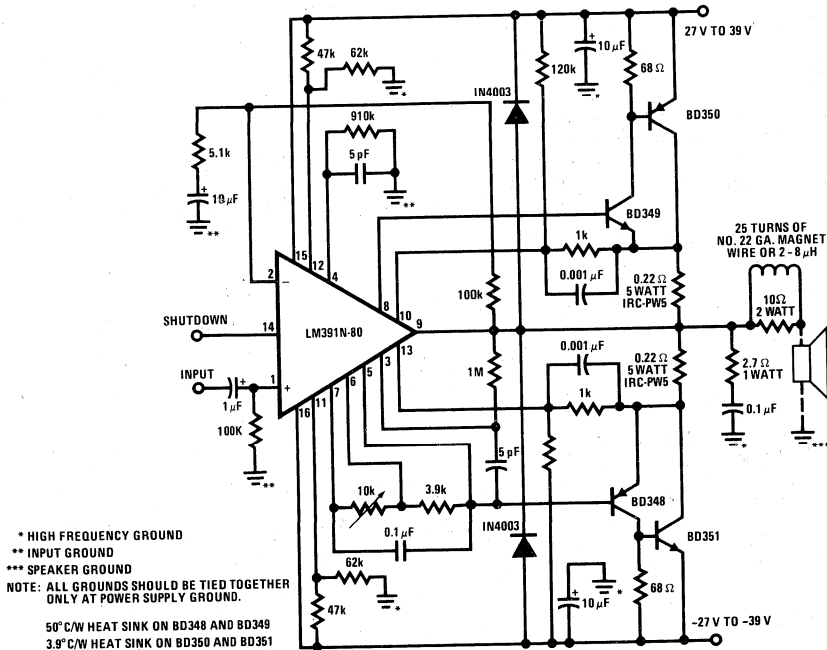 27 V TO 39 V
47k
62k
*
10 μF
+
*
120k
68 Ω
IN4003
BD350
5.1k
+
10 μF
**
910k
5 pF
**
BD349
25 TURNS OF
NO. 22 GA. MAGNET
WIRE OR 2 - 8 μH
15
12
4
2
−
8
10
1k
0.001 μF
100k
0.22 Ω
5 WATT
IRC-PW5
10Ω
2 WATT
SHUTDOWN
14
LM391N-80
9
INPUT
+
1 μF
1
+
13
3
5
6
7
11
16
0.001 μF
1k
1M
0.22 Ω
5 WATT
IRC-PW5
2.7 Ω
1 WATT
0.1 μF
*
***
100K
**
5 pF
10k
3.9k
0.1 μF
BD348
BD351
IN4003
62k
*
47k
+
10 μF
*
68 Ω
−27 V TO −39 V
* HIGH FREQUENCY GROUND
** INPUT GROUND
*** SPEAKER GROUND
NOTE: ALL GROUNDS SHOULD BE TIED TOGETHER
ONLY AT POWER SUPPLY GROUND.
50°C/W HEAT SINK ON BD348 AND BD349
3.9°C/W HEAT SINK ON BD350 AND BD351